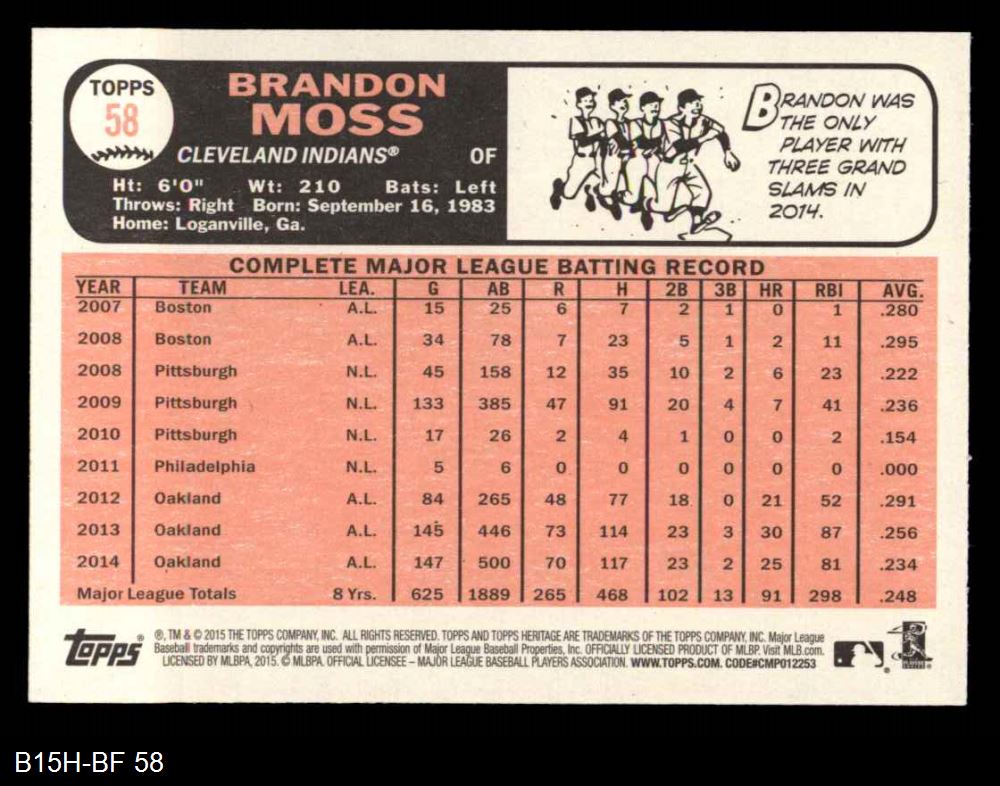 TOPPS
58
BRANDON
MOSS
CLEVELAND INDIANS® OF
Ht: 6'0" Wt: 210 Bats: Left
Throws: Right Born: September 16, 1983
Home: Loganville, Ga.
BRANDON WAS
THE ONLY
PLAYER WITH
THREE GRAND
SLAMS IN
2014.
COMPLETE MAJOR LEAGUE BATTING RECORD
YEAR TEAM LEA. G AB R H 2B 3B HR RBI AVG.
2007 Boston A.L. 15 25 6 7 2 1 0 1 .280
2008 Boston A.L. 34 78 7 23 5 1 2 11 .295
2008 Pittsburgh N.L. 45 158 12 35 10 2 6 23 .222
2009 Pittsburgh N.L. 133 385 47 91 20 4 7 41 .236
2010 Pittsburgh N.L. 17 26 2 4 1 0 0 2 .154
2011 Philadelphia N.L. 5 6 0 0 0 0 0 0 .000
2012 Oakland A.L. 84 265 48 77 18 0 21 52 .291
2013 Oakland A.L. 145 446 73 114 23 3 30 87 .256
2014 Oakland A.L. 147 500 70 117 23 2 25 81 .234
Major League Totals 8 Yrs. 625 1889 265 468 102 13 91 298 .248
Topps®
®, TM & © 2015 THE TOPPS COMPANY, INC. ALL RIGHTS RESERVED. TOPPS AND TOPPS HERITAGE ARE TRADEMARKS OF THE TOPPS COMPANY, INC. Major League
Baseball trademarks and copyrights are used with permission of Major League Baseball Properties, Inc. OFFICIALLY LICENSED PRODUCT OF MLBP. Visit MLB.com.
LICENSED BY MLBPA, 2015. © MLBPA. OFFICIAL LICENSEE – MAJOR LEAGUE BASEBALL PLAYERS ASSOCIATION. WWW.TOPPS.COM. CODE#CMP012253
B15H-BF 58